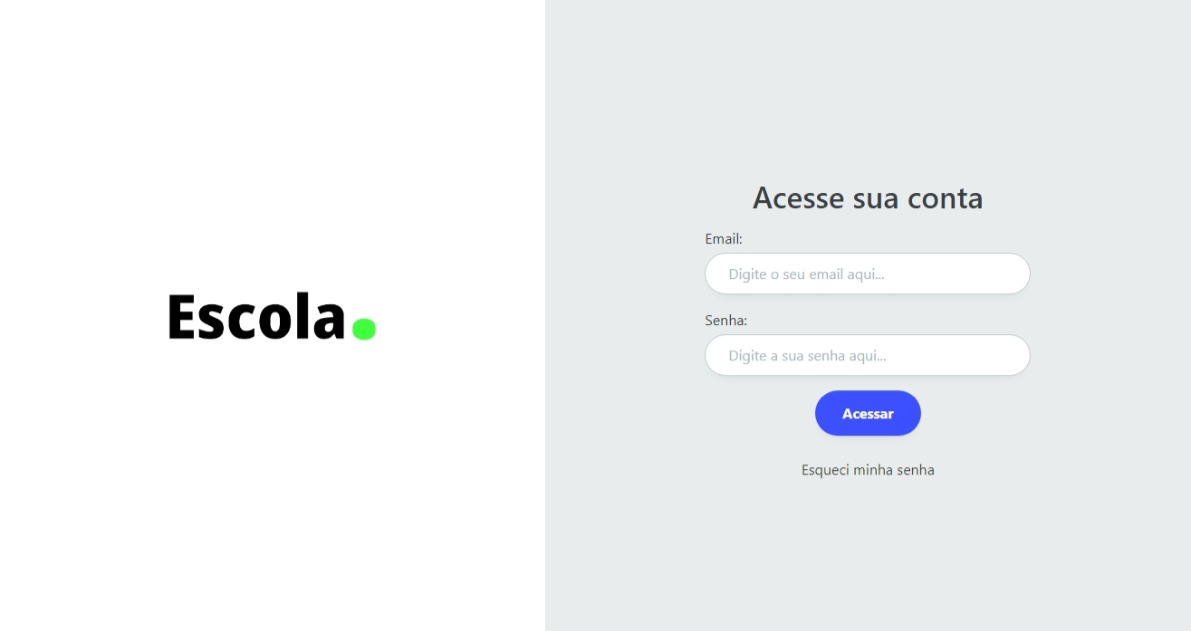 Escola.
Acesse sua conta
Email:
Digite o seu email aqui...
Senha:
Digite a sua senha aqui...
Acessar
Esqueci minha senha